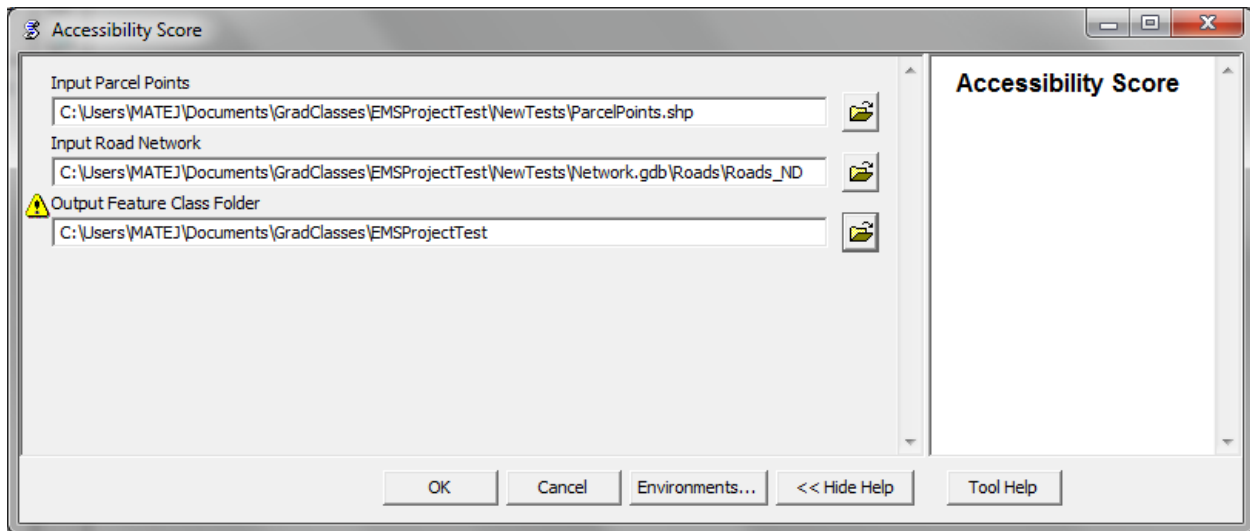 Accessibility Score
Input Parcel Points
C:\Users\MATEJ\Documents\GradClasses\EMSProjectTest\NewTests\ParcelPoints.shp
Input Road Network
C:\Users\MATEJ\Documents\GradClasses\EMSProjectTest\NewTests\Network.gdb\Roads\Roads_ND
Output Feature Class Folder
C:\Users\MATEJ\Documents\GradClasses\EMSProjectTest
Accessibility Score
OK
Cancel
Environments...
<< Hide Help
Tool Help